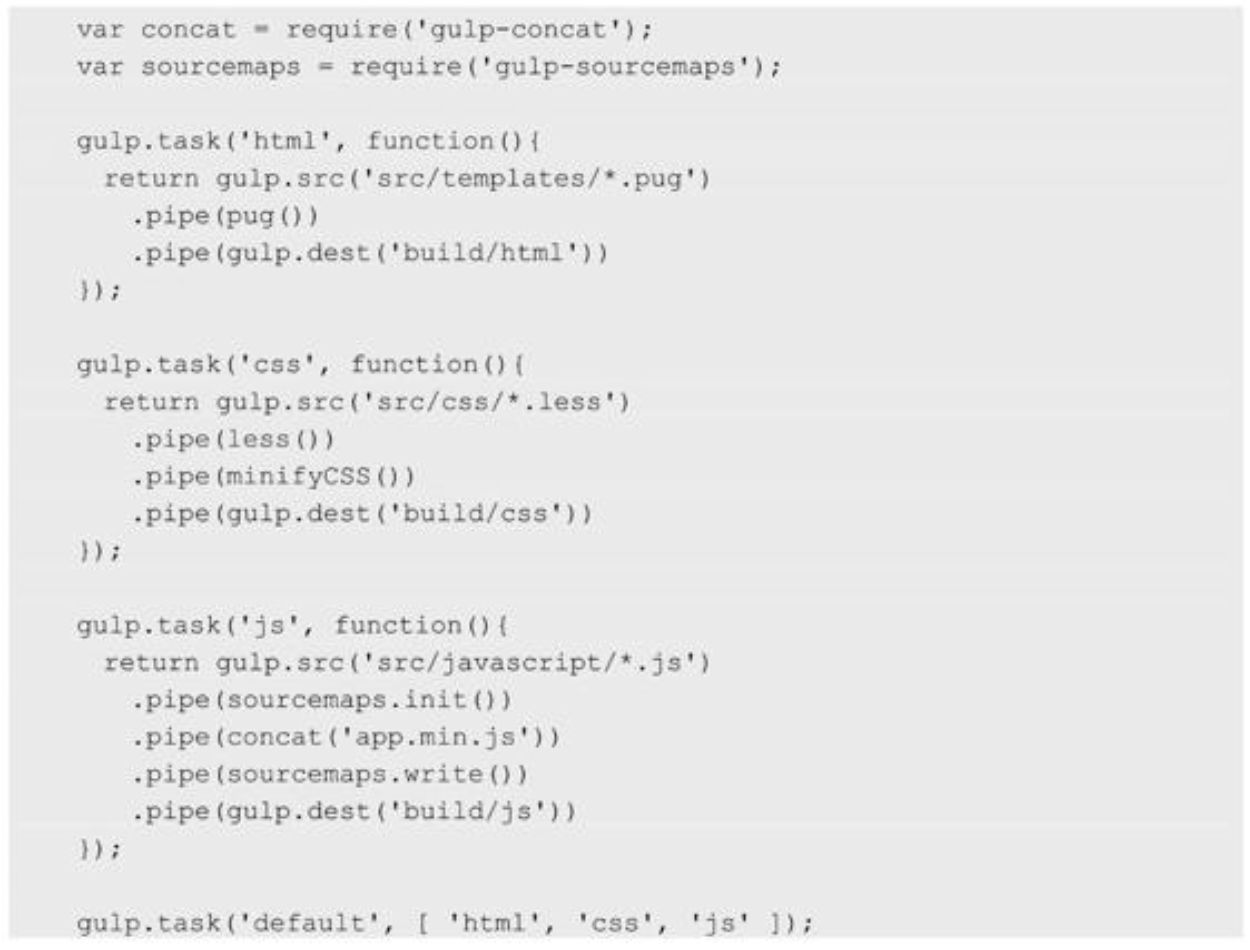 var concat = require('gulp-concat');
var sourcemaps = require('gulp-sourcemaps');

gulp.task('html', function(){
  return gulp.src('src/templates/*.pug')
    .pipe(pug())
    .pipe(gulp.dest('build/html'))
});

gulp.task('css', function(){
  return gulp.src('src/css/*.less')
    .pipe(less())
    .pipe(minifyCSS())
    .pipe(gulp.dest('build/css'))
});

gulp.task('js', function(){
  return gulp.src('src/javascript/*.js')
    .pipe(sourcemaps.init())
    .pipe(concat('app.min.js'))
    .pipe(sourcemaps.write())
    .pipe(gulp.dest('build/js'))
});

gulp.task('default', [ 'html', 'css', 'js' ]);